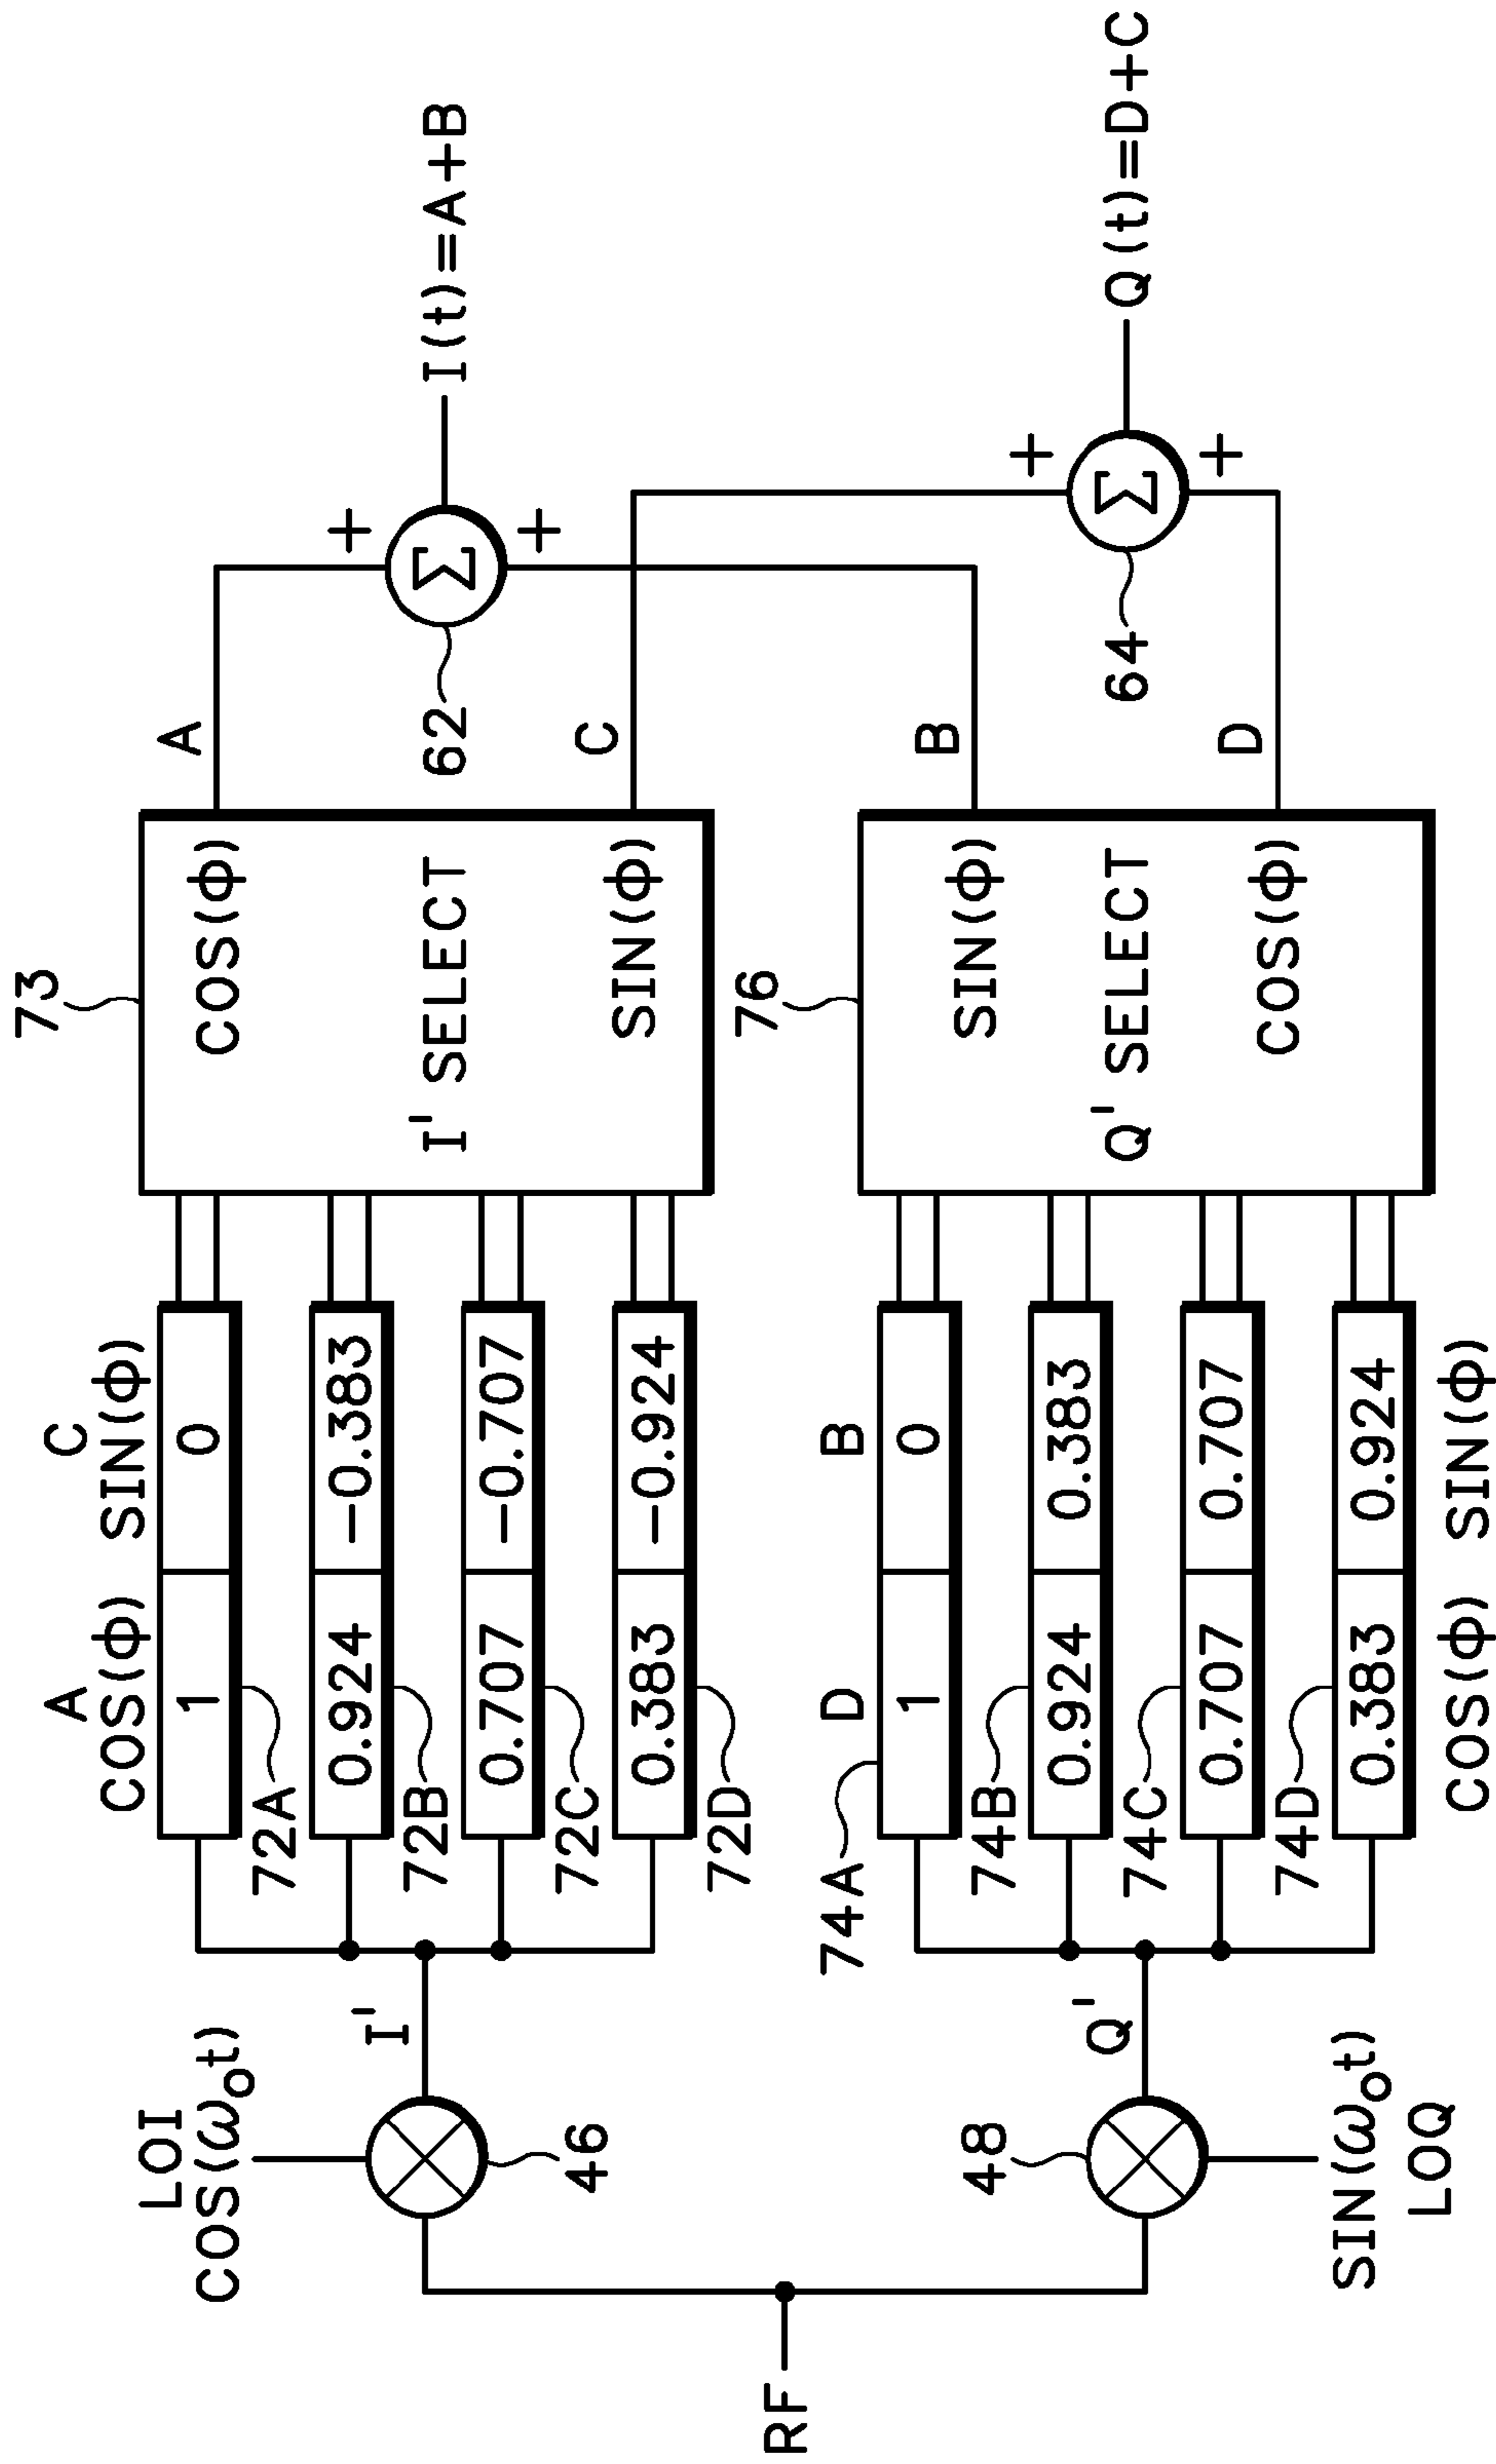 RF
LOI
COS(ω₀t)
46
I'
48
SIN(ω₀t)
LOQ
Q'
A C
COS(Φ) SIN(Φ)
1 0
72A
0.924 -0.383
72B
0.707 -0.707
72C
0.383 -0.924
72D
D B
74A
1 0
74B
0.924 0.383
74C
0.707 0.707
74D
0.383 0.924
COS(Φ) SIN(Φ)
73
COS(Φ)
I' SELECT
SIN(Φ)
76
SIN(Φ)
Q' SELECT
COS(Φ)
A
C
B
D
+
Σ
+
62
I(t)=A+B
+
Σ
+
64
Q(t)=D+C